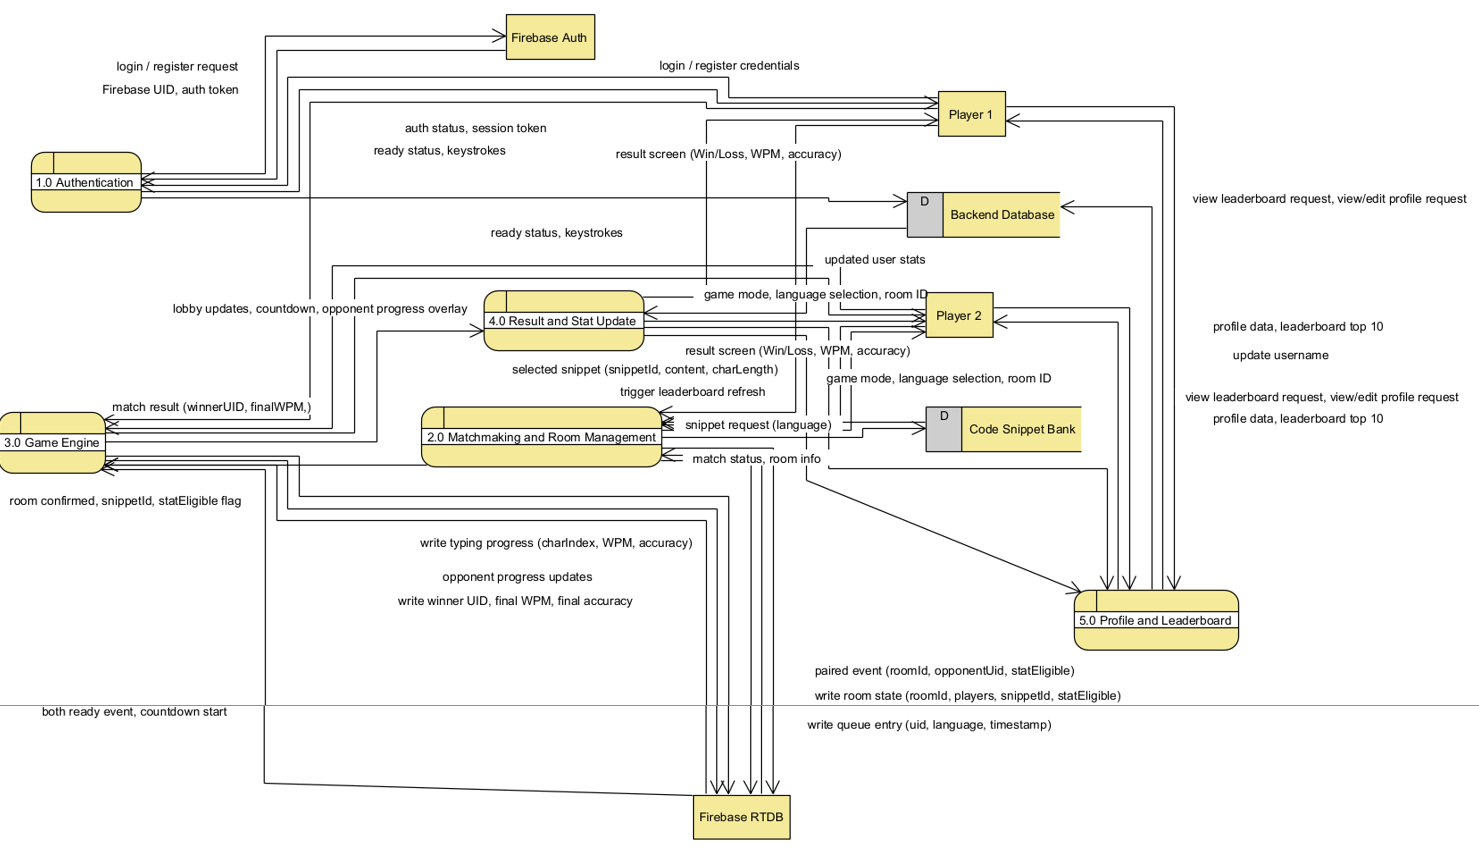 Firebase Auth
login / register request
login / register credentials
Firebase UID, auth token
Player 1
auth status, session token
ready status, keystrokes
result screen (Win/Loss, WPM, accuracy)
1.0 Authentication
view leaderboard request, view/edit profile request
D
Backend Database
ready status, keystrokes
updated user stats
game mode, language selection, room ID
lobby updates, countdown, opponent progress overlay
4.0 Result and Stat Update
Player 2
profile data, leaderboard top 10
result screen (Win/Loss, WPM, accuracy)
update username
selected snippet (snippetId, content, charLength)
game mode, language selection, room ID
trigger leaderboard refresh
view leaderboard request, view/edit profile request
match result (winnerUID, finalWPM,)
D
profile data, leaderboard top 10
snippet request (language)
Code Snippet Bank
3.0 Game Engine
2.0 Matchmaking and Room Management
match status, room info
room confirmed, snippetId, statEligible flag
write typing progress (charIndex, WPM, accuracy)
opponent progress updates
write winner UID, final WPM, final accuracy
5.0 Profile and Leaderboard
paired event (roomId, opponentUid, statEligible)
write room state (roomId, players, snippetId, statEligible)
both ready event, countdown start
write queue entry (uid, language, timestamp)
Firebase RTDB